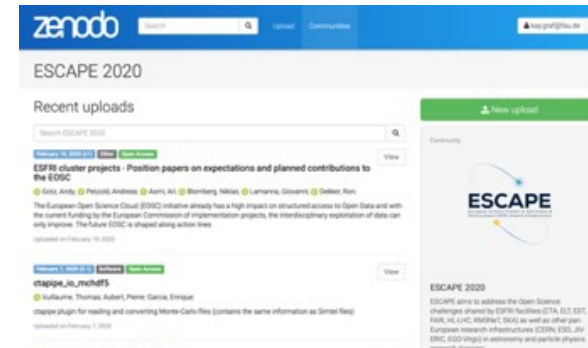 zenodo
Search
Upload
Communities
kay.graf@fau.de
ESCAPE 2020
Recent uploads
New upload
Search ESCAPE 2020
Community
February 19, 2020 (v1) Other Open Access
View
ESFRI cluster projects - Position papers on expectations and planned contributions to
the EOSC
Götz, Andy; Petzold, Andreas; Asmi, Ari; Blomberg, Niklas; Lamanna, Giovanni; Dekker, Ron;
The European Open Science Cloud (EOSC) initiative already has a high impact on structured access to Open Data and with
the current funding by the European Commission of implementation projects, the interdisciplinary exploitation of data can
only improve. The future EOSC is shaped along action lines
Uploaded on February 19, 2020
ESCAPE
February 7, 2020 (0.1) Software Open Access
View
ctapipe_io_mchdf5
Vuillaume, Thomas; Aubert, Pierre; Garcia, Enrique;
ctapipe plugin for reading and converting Monte-Carlo files (contains the same information as Simtel files)
Uploaded on February 7, 2020
ESCAPE 2020
ESCAPE aims to address the Open Science
challenges shared by ESFRI facilities (CTA, ELT, EST,
FAIR, HL-LHC, KM3NeT, SKA) as well as other pan-
European research infrastructures (CERN, ESO, JIV-
ERIC, EGO-Virgo) in astronomy and particle physics
research domains